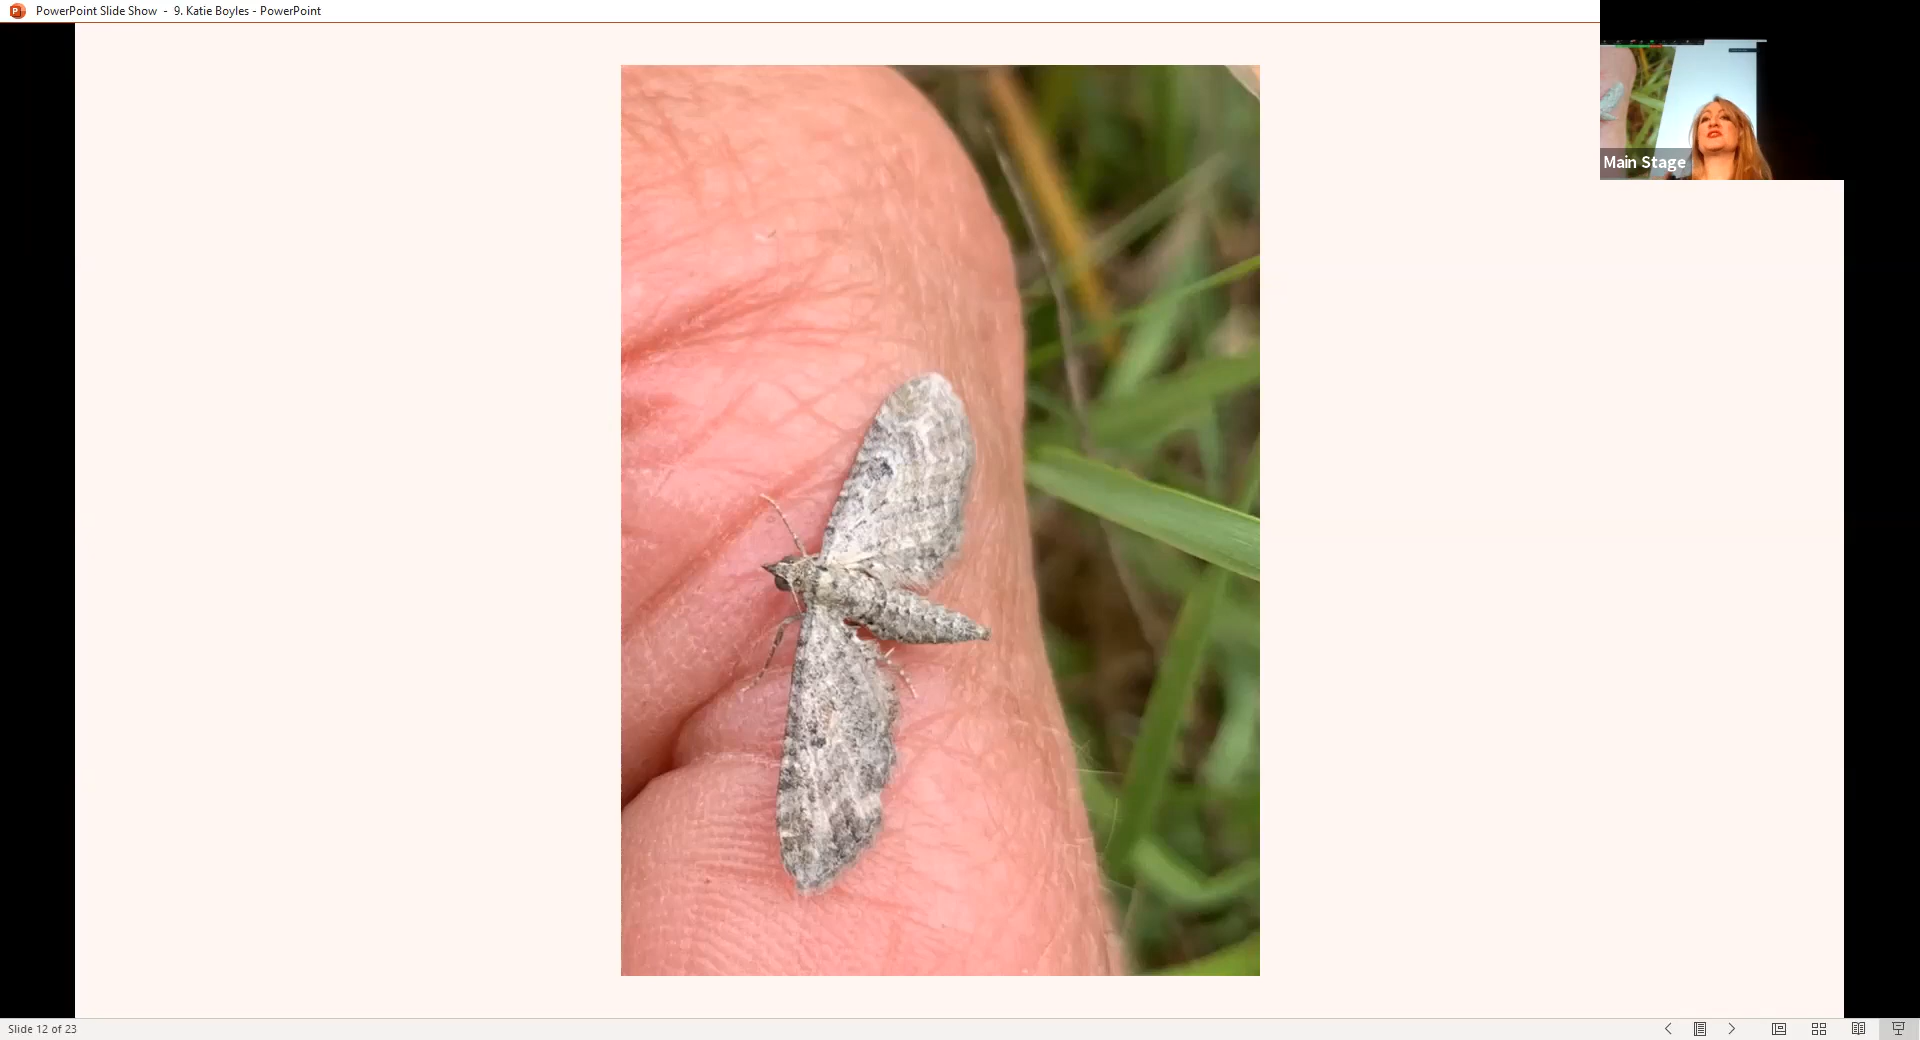 PowerPoint Slide Show - 9. Katie Boyles - PowerPoint
Main Stage
Slide 12 of 23